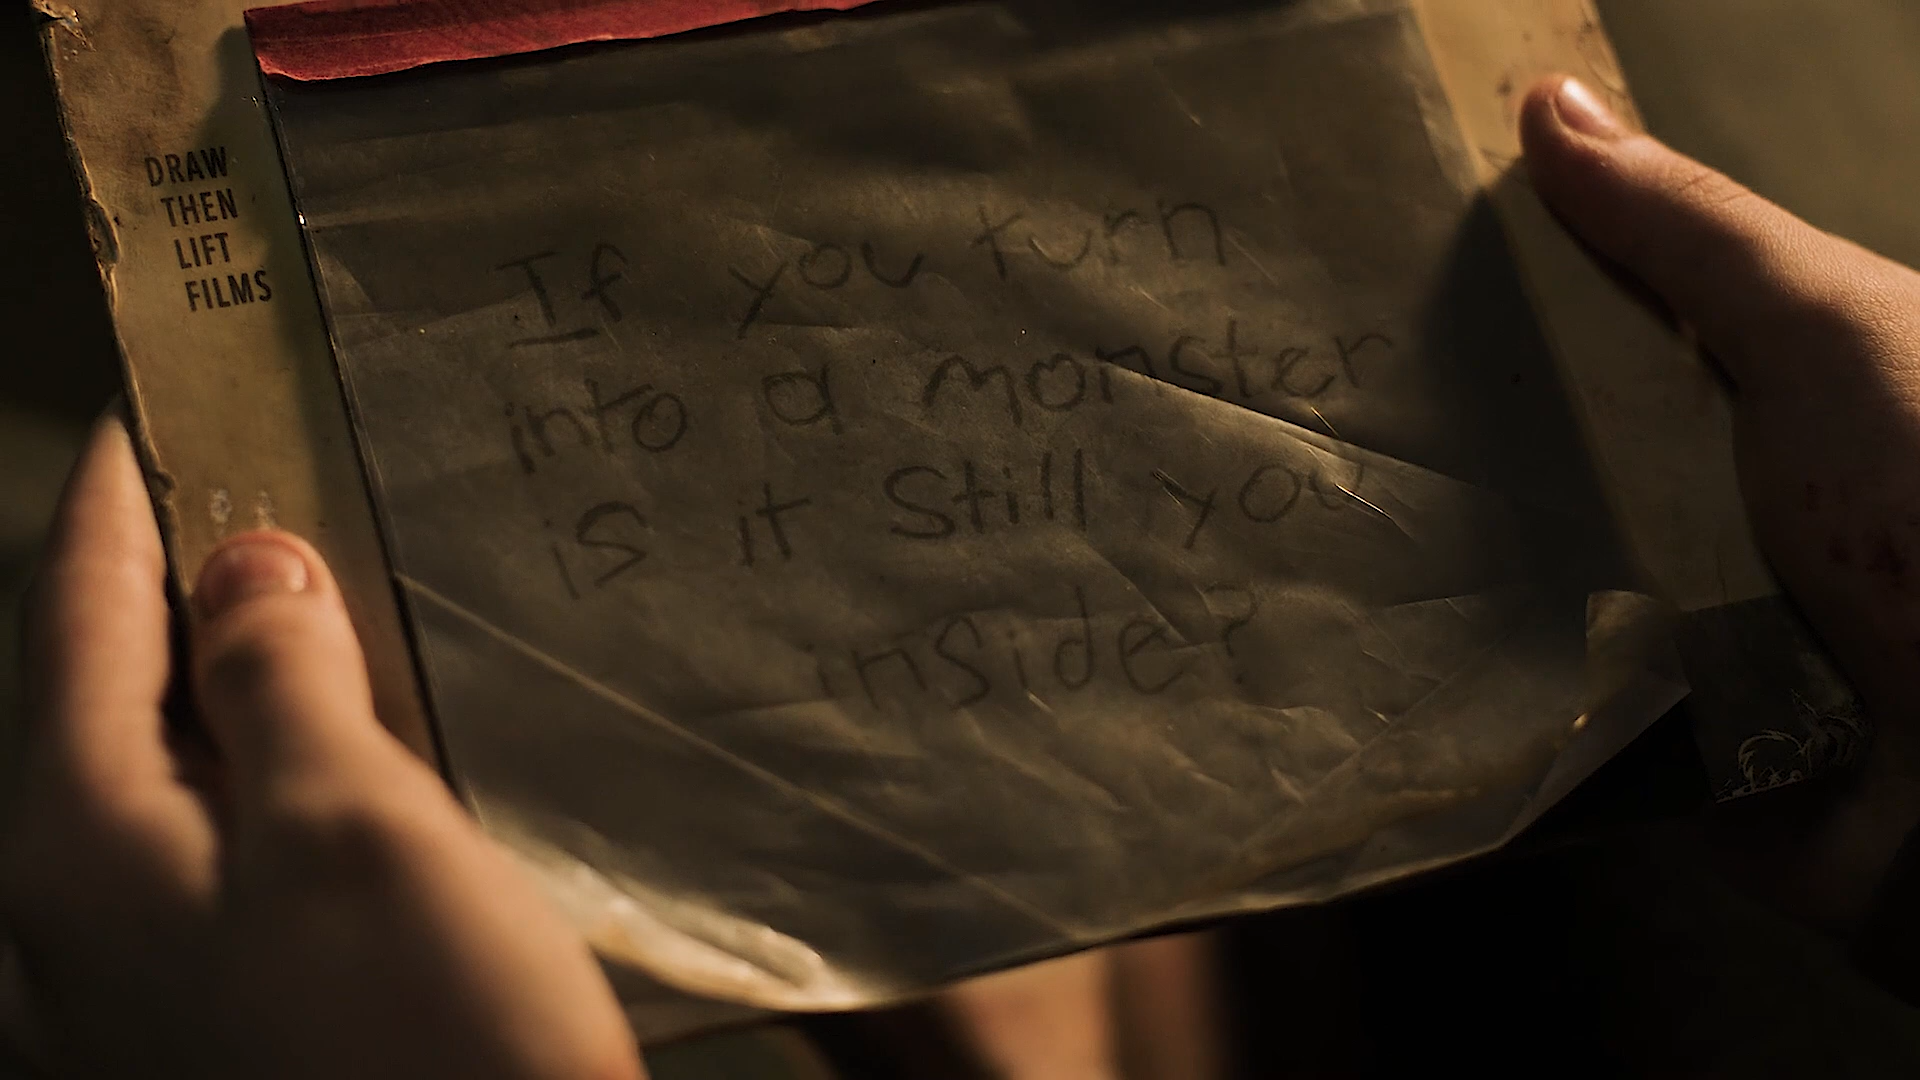 DRAW
THEN
LIFT
FILMS
If you turn
into a monster
is it Still you
inside?